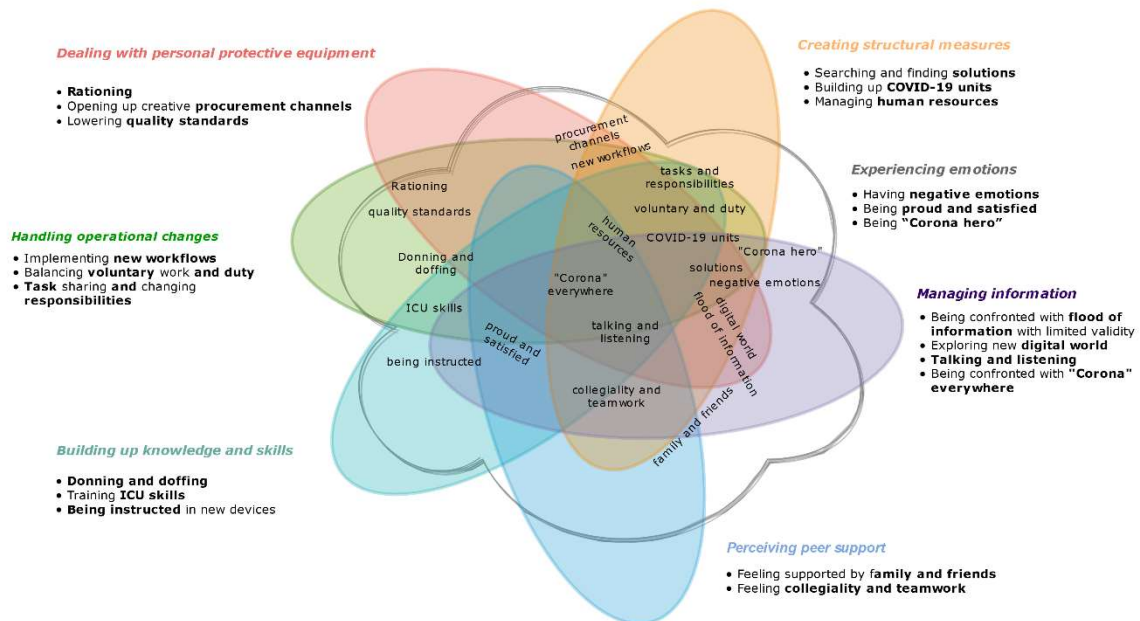 Dealing with personal protective equipment
• Rationing
• Opening up creative procurement channels
• Lowering quality standards
Creating structural measures
• Searching and finding solutions
• Building up COVID-19 units
• Managing human resources
Experiencing emotions
• Having negative emotions
• Being proud and satisfied
• Being “Corona hero”
Handling operational changes
• Implementing new workflows
• Balancing voluntary work and duty
• Task sharing and changing
responsibilities
Managing information
• Being confronted with flood of
information with limited validity
• Exploring new digital world
• Talking and listening
• Being confronted with "Corona"
everywhere
Building up knowledge and skills
• Donning and doffing
• Training ICU skills
• Being instructed in new devices
Perceiving peer support
• Feeling supported by family and friends
• Feeling collegiality and teamwork
procurement
channels
new workflows
tasks and
responsibilities
Rationing
quality standards
voluntary and duty
human
resources
COVID-19 units
"Corona hero"
Donning and
doffing
solutions
negative emotions
"Corona"
everywhere
ICU skills
digital world
flood of information
talking and
listening
proud and
satisfied
being instructed
collegiality and
teamwork
family and friends